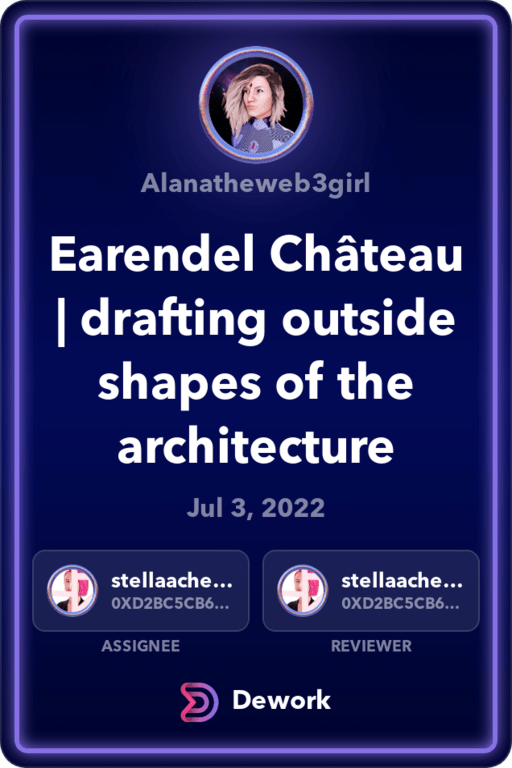 Alanatheweb3girl
Earendel Château
| drafting outside
shapes of the
architecture
Jul 3, 2022
stellaache...
0XD2BC5CB6...
ASSIGNEE
stellaache...
0XD2BC5CB6...
REVIEWER
Dework